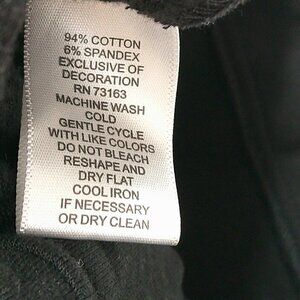 94% COTTON
6% SPANDEX
EXCLUSIVE OF
DECORATION
RN 73163
MACHINE WASH
COLD
GENTLE CYCLE
WITH LIKE COLORS
DO NOT BLEACH
RESHAPE AND
DRY FLAT
COOL IRON
IF NECESSARY
OR DRY CLEAN